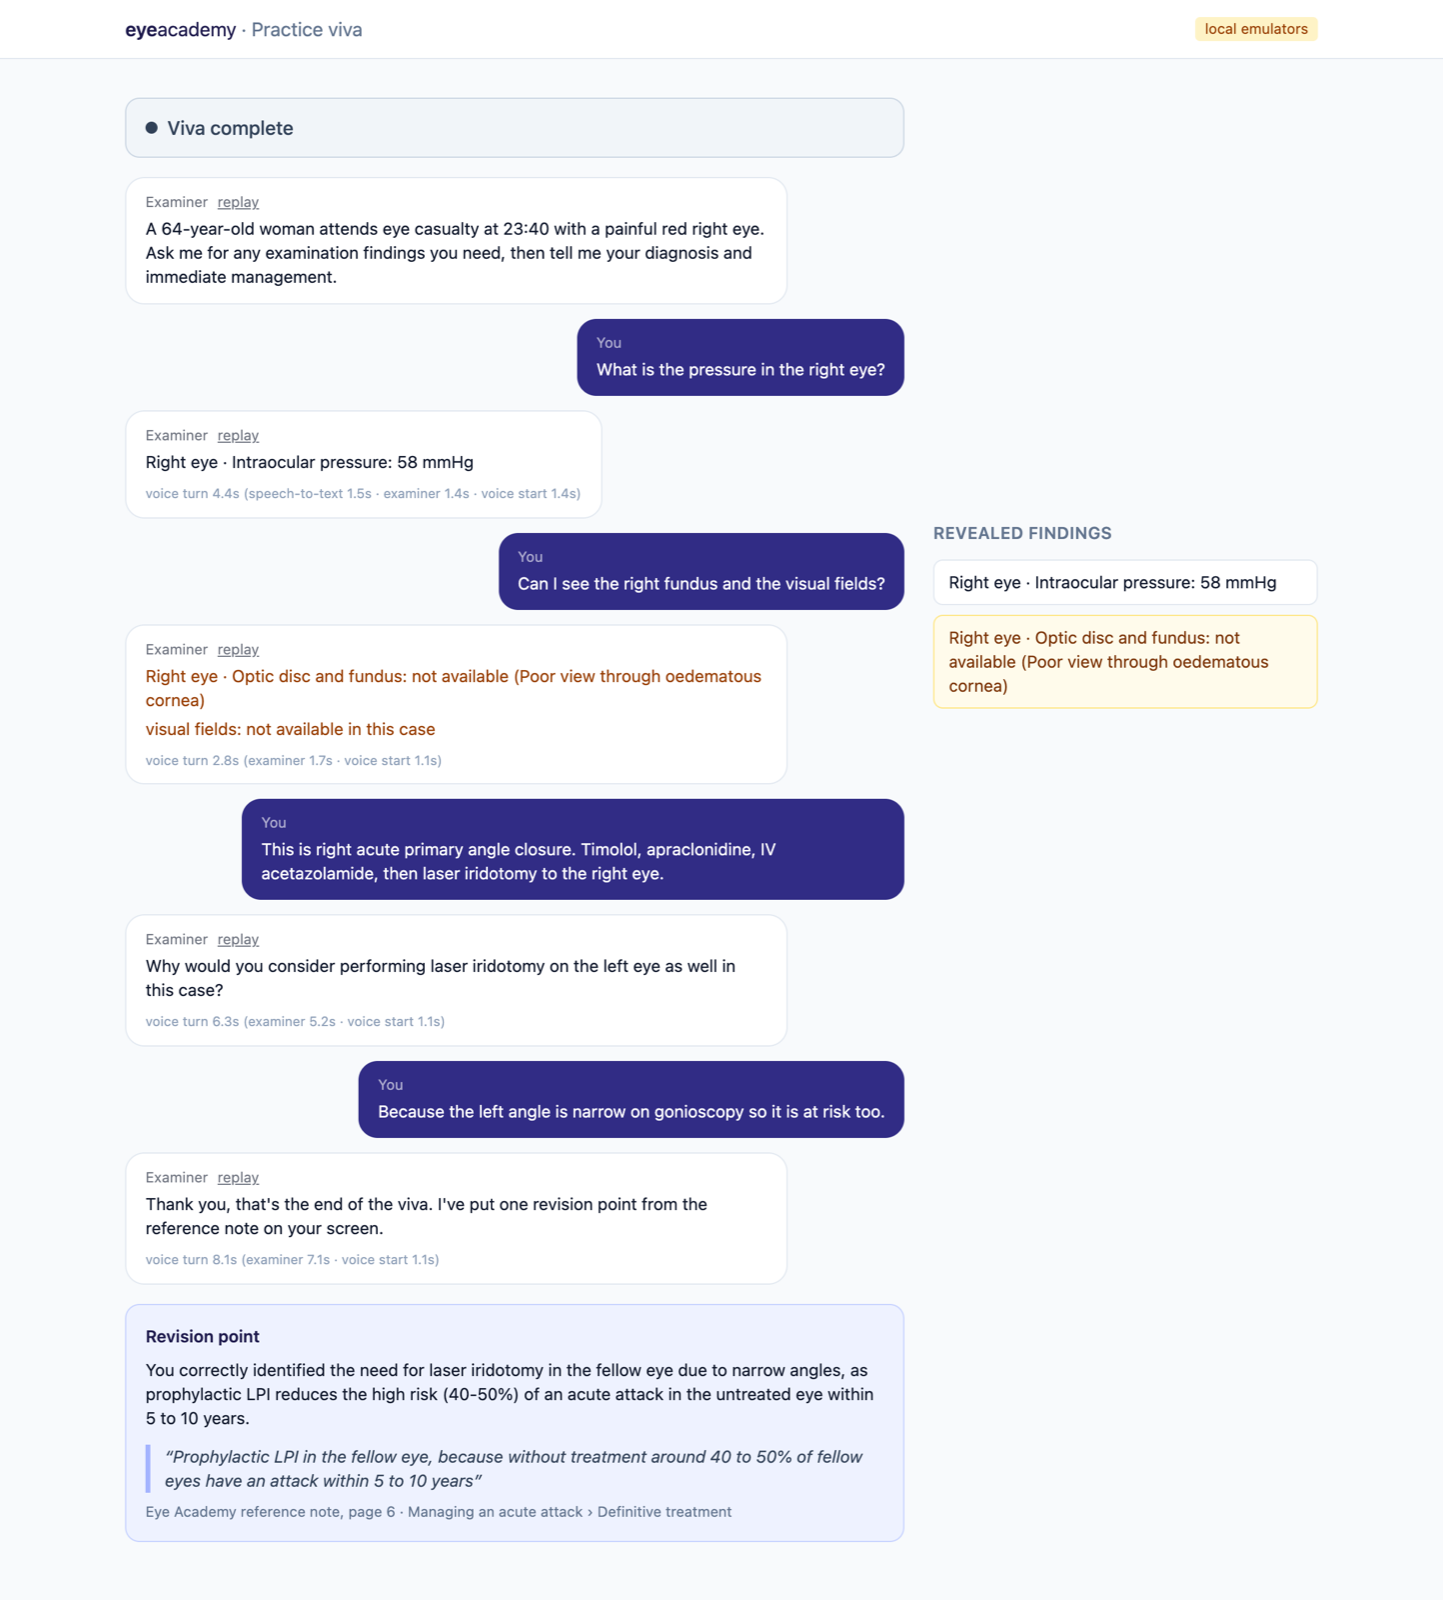 eyeacademy · Practice viva
local emulators
Viva complete
Examiner replay
A 64-year-old woman attends eye casualty at 23:40 with a painful red right eye.
Ask me for any examination findings you need, then tell me your diagnosis and
immediate management.
You
What is the pressure in the right eye?
Examiner replay
Right eye · Intraocular pressure: 58 mmHg
voice turn 4.4s (speech-to-text 1.5s · examiner 1.4s · voice start 1.4s)
You
Can I see the right fundus and the visual fields?
Examiner replay
Right eye · Optic disc and fundus: not available (Poor view through oedematous
cornea)
visual fields: not available in this case
voice turn 2.8s (examiner 1.7s · voice start 1.1s)
You
This is right acute primary angle closure. Timolol, apraclonidine, IV
acetazolamide, then laser iridotomy to the right eye.
Examiner replay
Why would you consider performing laser iridotomy on the left eye as well in
this case?
voice turn 6.3s (examiner 5.2s · voice start 1.1s)
You
Because the left angle is narrow on gonioscopy so it is at risk too.
Examiner replay
Thank you, that's the end of the viva. I've put one revision point from the
reference note on your screen.
voice turn 8.1s (examiner 7.1s · voice start 1.1s)
Revision point
You correctly identified the need for laser iridotomy in the fellow eye due to narrow angles, as
prophylactic LPI reduces the high risk (40-50%) of an acute attack in the untreated eye within
5 to 10 years.
“Prophylactic LPI in the fellow eye, because without treatment around 40 to 50% of fellow
eyes have an attack within 5 to 10 years”
Eye Academy reference note, page 6 · Managing an acute attack › Definitive treatment
REVEALED FINDINGS
Right eye · Intraocular pressure: 58 mmHg
Right eye · Optic disc and fundus: not
available (Poor view through oedematous
cornea)